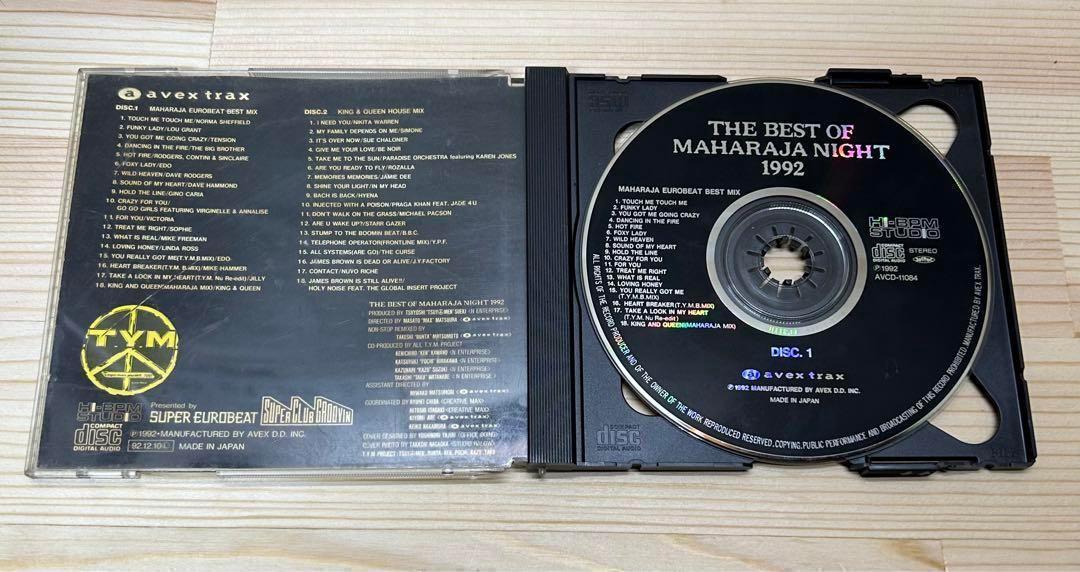 a avex trax
DISC.1 MAHARAJA EUROBEAT BEST MIX
1. TOUCH ME TOUCH ME/NORMA SHEFFIELD
2. FUNKY LADY/LOU GRANT
3. YOU GOT ME GOING CRAZY/TENSION
4. DANCING IN THE FIRE/THE BIG BROTHER
5. HOT FIRE/RODGERS, CONTINI & SINCLAIRE
6. FOXY LADY/EDO
7. WILD HEAVEN/DAVE RODGERS
8. SOUND OF MY HEART/DAVE HAMMOND
9. HOLD THE LINE/GINO CARIA
10. CRAZY FOR YOU/
GO GO GIRLS FEATURING VIRGINELLE & ANNALISE
11. FOR YOU/VICTORIA
12. TREAT ME RIGHT/SOPHIE
13. WHAT IS REAL/MIKE FREEMAN
14. LOVING HONEY/LINDA ROSS
15. YOU REALLY GOT ME(T.Y.M.B.MIX)/EDO
16. HEART BREAKER(T.Y.M. B.MIX)/MIKE HAMMER
17. TAKE A LOOK IN MY HEART(T.Y.M. Nu Re-edit)/JILLY
18. KING AND QUEEN(MAHARAJA MIX)/KING & QUEEN
DISC.2 KING & QUEEN HOUSE MIX
1. I NEED YOU/NIKITA WARREN
2. MY FAMILY DEPENDS ON ME/SIMONE
3. IT'S OVER NOW/SUE CHALONER
4. GIVE ME YOUR LOVE/BE NOIR
5. TAKE ME TO THE SUN/PARADISE ORCHESTRA featuring KAREN JONES
6. ARE YOU READY TO FLY/ROZALLA
7. MEMORIES MEMORIES/JAMIE DEE
8. SHINE YOUR LIGHT/IN MY HEAD
9. BACH IS BACK/HYENA
10. INJECTED WITH A POISON/PRAGA KHAN FEAT. JADE 4U
11. DON'T WALK ON THE GRASS/MICHAEL PACSON
12. ARE U WAKE UP?/STARR GAZER
13. STUMP TO THE BOOMIN BEAT/B.B.C.
14. TELEPHONE OPERATOR(FRONTLINE MIX)/Y.P.F.
15. ALL SYSTEMS(ARE GO)/THE CURSE
16. JAMES BROWN IS DEAD OR ALIVE/J.Y.FACTORY
17. CONTACT/NUVO RICHE
18. JAMES BROWN IS STILL ALIVE!!/
HOLY NOISE FEAT. THE GLOBAL INSERT PROJECT
THE BEST OF MAHARAJA NIGHT 1992
DIRECTED BY MASATO "MAX" MATSUURA (a avex trax)
NON-STOP REMIXED BY
CO-PRODUCED BY ALL T.Y.M PROJECT
ASSISTANT DIRECTED BY
T.Y.M
HI-BPM STUDIO
Presented by
SUPER EUROBEAT
SUPER CLUB GROOVIN'
COMPACT disc DIGITAL AUDIO
℗1992・MANUFACTURED BY AVEX D.D. INC.
92.12.10 MADE IN JAPAN
THE BEST OF
MAHARAJA NIGHT
1992
MAHARAJA EUROBEAT BEST MIX
1. TOUCH ME TOUCH ME
2. FUNKY LADY
3. YOU GOT ME GOING CRAZY
4. DANCING IN THE FIRE
5. HOT FIRE
6. FOXY LADY
7. WILD HEAVEN
8. SOUND OF MY HEART
9. HOLD THE LINE
10. CRAZY FOR YOU
11. FOR YOU
12. TREAT ME RIGHT
13. WHAT IS REAL
14. LOVING HONEY
15. YOU REALLY GOT ME
(T.Y.M.B.MIX)
16. HEART BREAKER(T.Y.M.B.MIX)
17. TAKE A LOOK IN MY HEART
(T.Y.M. Nu Re-edit)
18. KING AND QUEEN(MAHARAJA MIX)
HI-BPM
STUDIO
COMPACT disc DIGITAL AUDIO
STEREO
℗1992
AVCD-11084
DISC. 1
a avex trax
℗1992 MANUFACTURED BY AVEX D.D. INC.
MADE IN JAPAN
ALL RIGHTS OF THE RECORD PRODUCER AND OF THE OWNER OF THE WORK REPRODUCED RESERVED. COPYING, PUBLIC PERFORMANCE AND BROADCASTING OF THIS RECORD PROHIBITED. MANUFACTURED BY AVEX TRAX.
COMPACT disc DIGITAL AUDIO